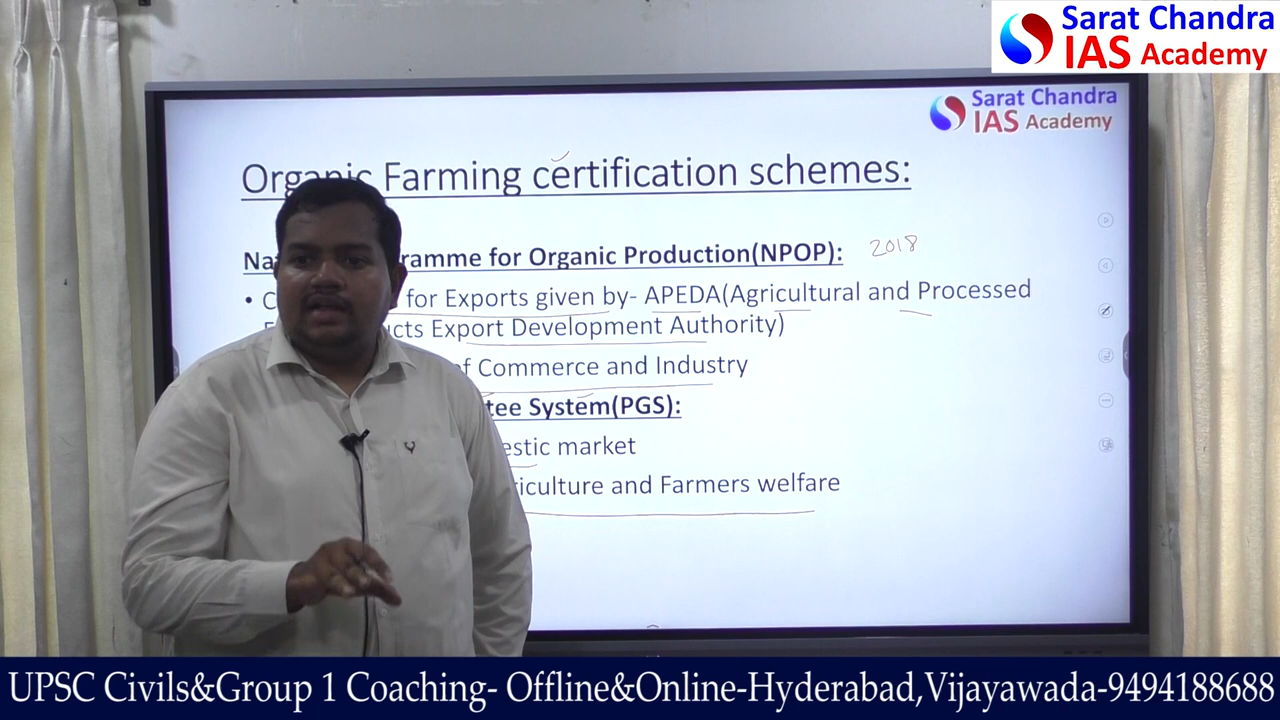 Sarat Chandra
IAS Academy
Sarat Chandra
IAS Academy
Organic Farming certification schemes:
ramme for Organic Production(NPOP): 2018
• C for Exports given by- APEDA(Agricultural and Processed
ucts Export Development Authority)
of Commerce and Industry
tee System(PGS):
estic market
riculture and Farmers welfare
UPSC Civils&Group 1 Coaching- Offline&Online-Hyderabad,Vijayawada-9494188688